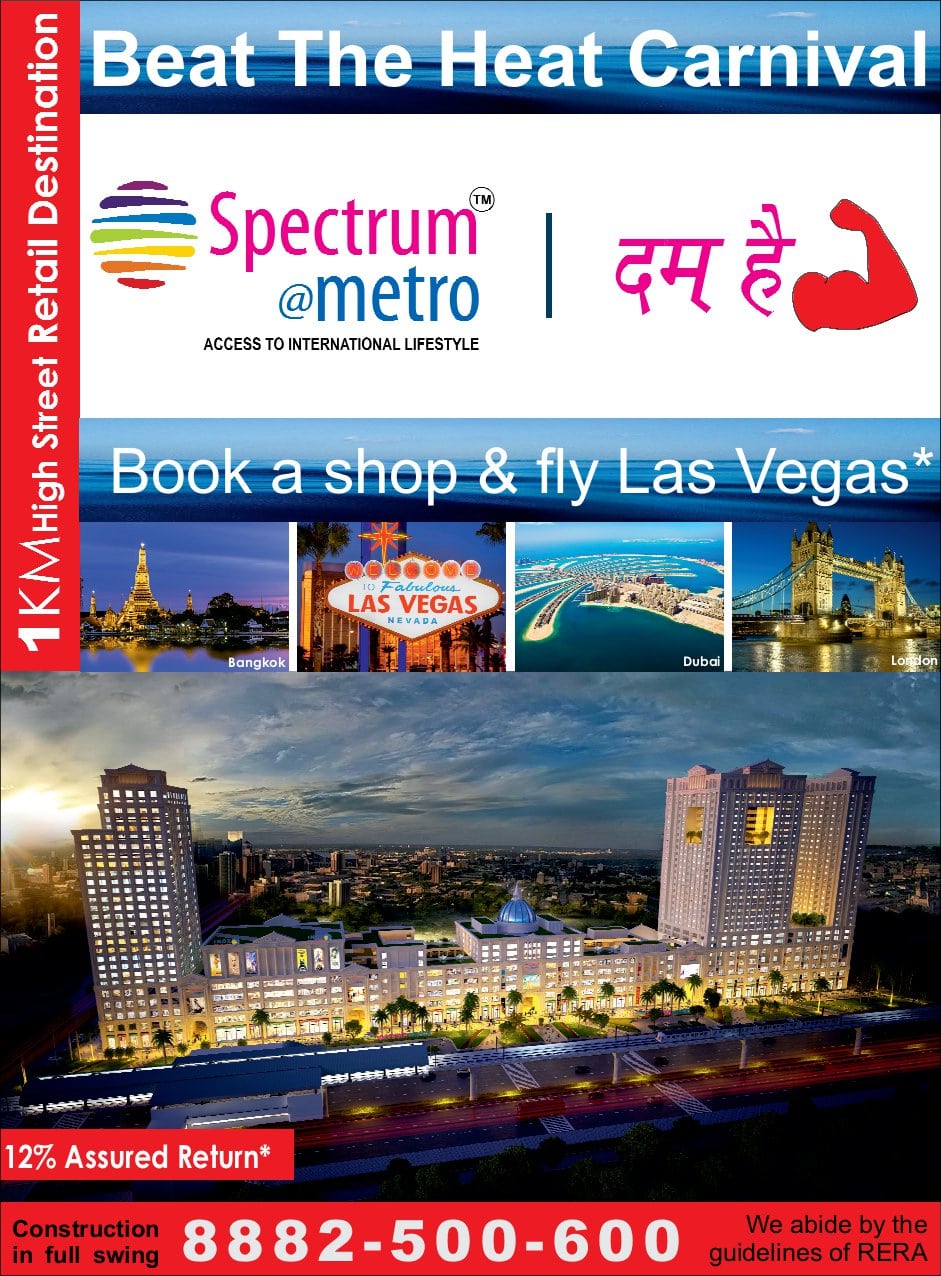 Beat The Heat Carnival
1KM High Street Retail Destination
Spectrum™
@metro
ACCESS TO INTERNATIONAL LIFESTYLE
दम है
Book a shop & fly Las Vegas*
Bangkok
WELCOME
TO Fabulous
LAS VEGAS
NEVADA
Dubai
London
12% Assured Return*
Construction
in full swing
8882-500-600
We abide by the
guidelines of RERA